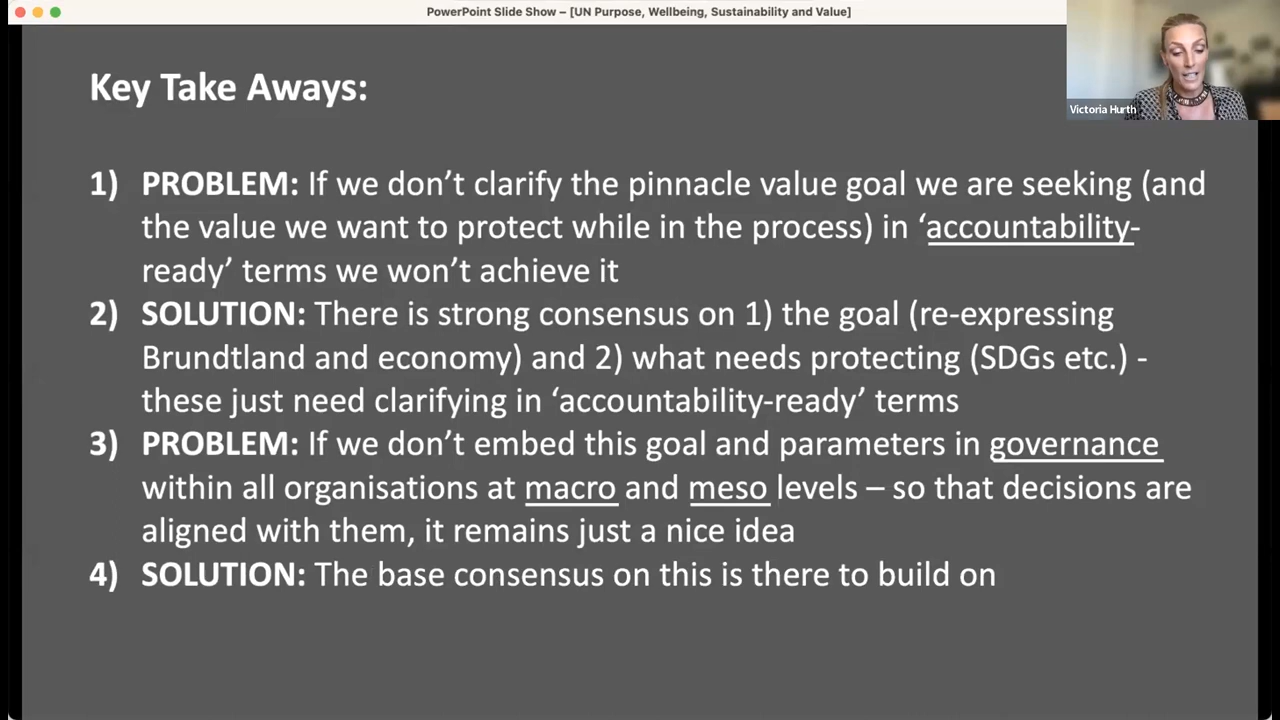 PowerPoint Slide Show – [UN Purpose, Wellbeing, Sustainability and Value]
Victoria Hurth
Key Take Aways:
1) PROBLEM: If we don’t clarify the pinnacle value goal we are seeking (and
the value we want to protect while in the process) in ‘accountability-
ready’ terms we won’t achieve it
2) SOLUTION: There is strong consensus on 1) the goal (re-expressing
Brundtland and economy) and 2) what needs protecting (SDGs etc.) -
these just need clarifying in ‘accountability-ready’ terms
3) PROBLEM: If we don’t embed this goal and parameters in governance
within all organisations at macro and meso levels – so that decisions are
aligned with them, it remains just a nice idea
4) SOLUTION: The base consensus on this is there to build on